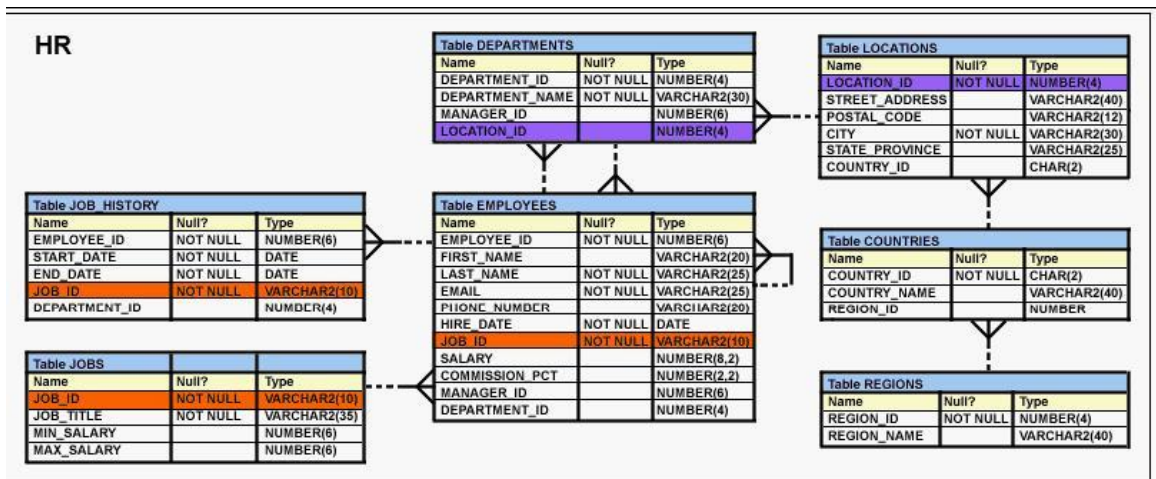 HR
Table DEPARTMENTS
Name Null? Type
DEPARTMENT_ID NOT NULL NUMBER(4)
DEPARTMENT_NAME NOT NULL VARCHAR2(30)
MANAGER_ID NUMBER(6)
LOCATION_ID NUMBER(4)
Table LOCATIONS
Name Null? Type
LOCATION_ID NOT NULL NUMBER(4)
STREET_ADDRESS VARCHAR2(40)
POSTAL_CODE VARCHAR2(12)
CITY NOT NULL VARCHAR2(30)
STATE_PROVINCE VARCHAR2(25)
COUNTRY_ID CHAR(2)
Table JOB_HISTORY
Name Null? Type
EMPLOYEE_ID NOT NULL NUMBER(6)
START_DATE NOT NULL DATE
END_DATE NOT NULL DATE
JOB_ID NOT NULL VARCHAR2(10)
DEPARTMENT_ID NUMBER(4)
Table EMPLOYEES
Name Null? Type
EMPLOYEE_ID NOT NULL NUMBER(6)
FIRST_NAME VARCHAR2(20)
LAST_NAME NOT NULL VARCHAR2(25)
EMAIL NOT NULL VARCHAR2(25)
PHONE_NUMBER VARCHAR2(20)
HIRE_DATE NOT NULL DATE
JOB_ID NOT NULL VARCHAR2(10)
SALARY NUMBER(8,2)
COMMISSION_PCT NUMBER(2,2)
MANAGER_ID NUMBER(6)
DEPARTMENT_ID NUMBER(4)
Table COUNTRIES
Name Null? Type
COUNTRY_ID NOT NULL CHAR(2)
COUNTRY_NAME VARCHAR2(40)
REGION_ID NUMBER
Table JOBS
Name Null? Type
JOB_ID NOT NULL VARCHAR2(10)
JOB_TITLE NOT NULL VARCHAR2(35)
MIN_SALARY NUMBER(6)
MAX_SALARY NUMBER(6)
Table REGIONS
Name Null? Type
REGION_ID NOT NULL NUMBER(4)
REGION_NAME VARCHAR2(40)